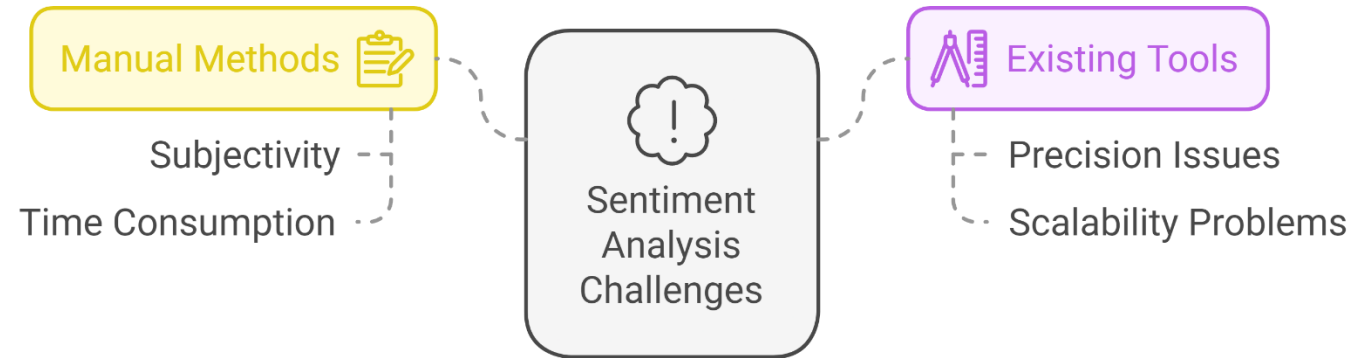 Manual Methods
Subjectivity
Time Consumption
Sentiment
Analysis
Challenges
Existing Tools
Precision Issues
Scalability Problems